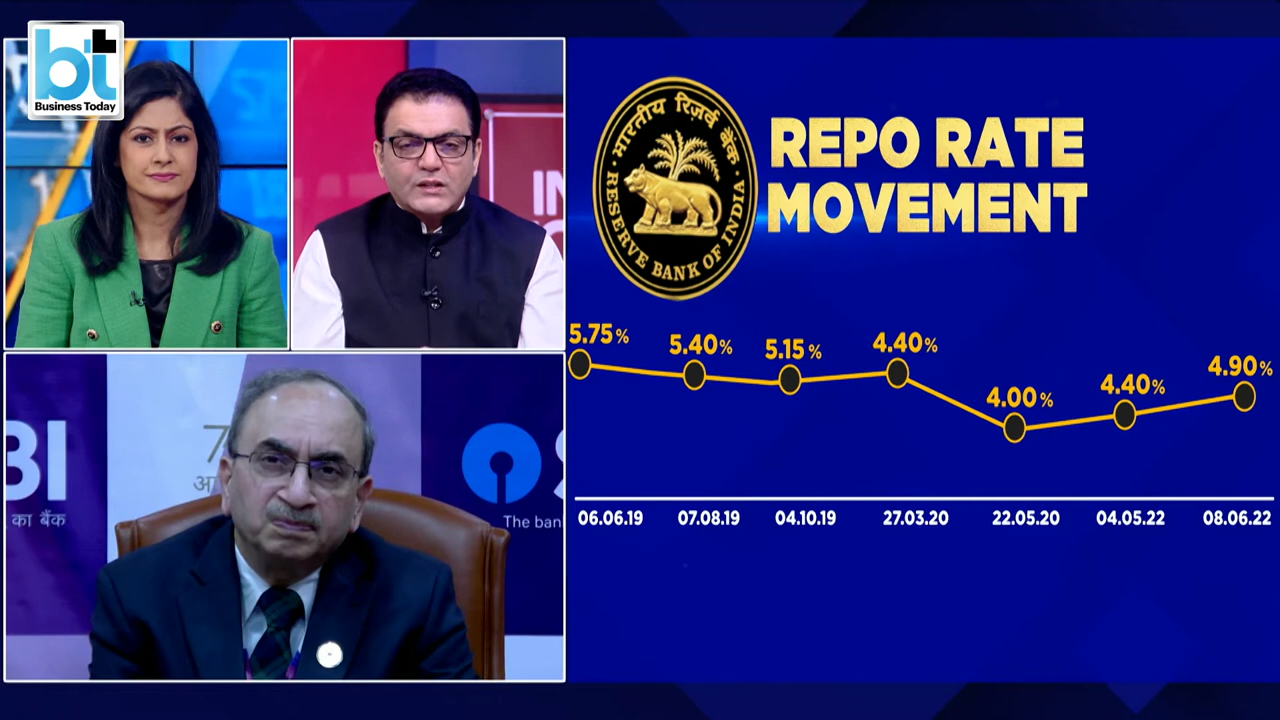 bt
Business Today
IN
BI
का बैंक
7
आ
The ban
भारतीय रिज़र्व बैंक
RESERVE BANK OF INDIA
REPO RATE
MOVEMENT
5.75%
5.40%
5.15%
4.40%
4.00%
4.40%
4.90%
06.06.19
07.08.19
04.10.19
27.03.20
22.05.20
04.05.22
08.06.22